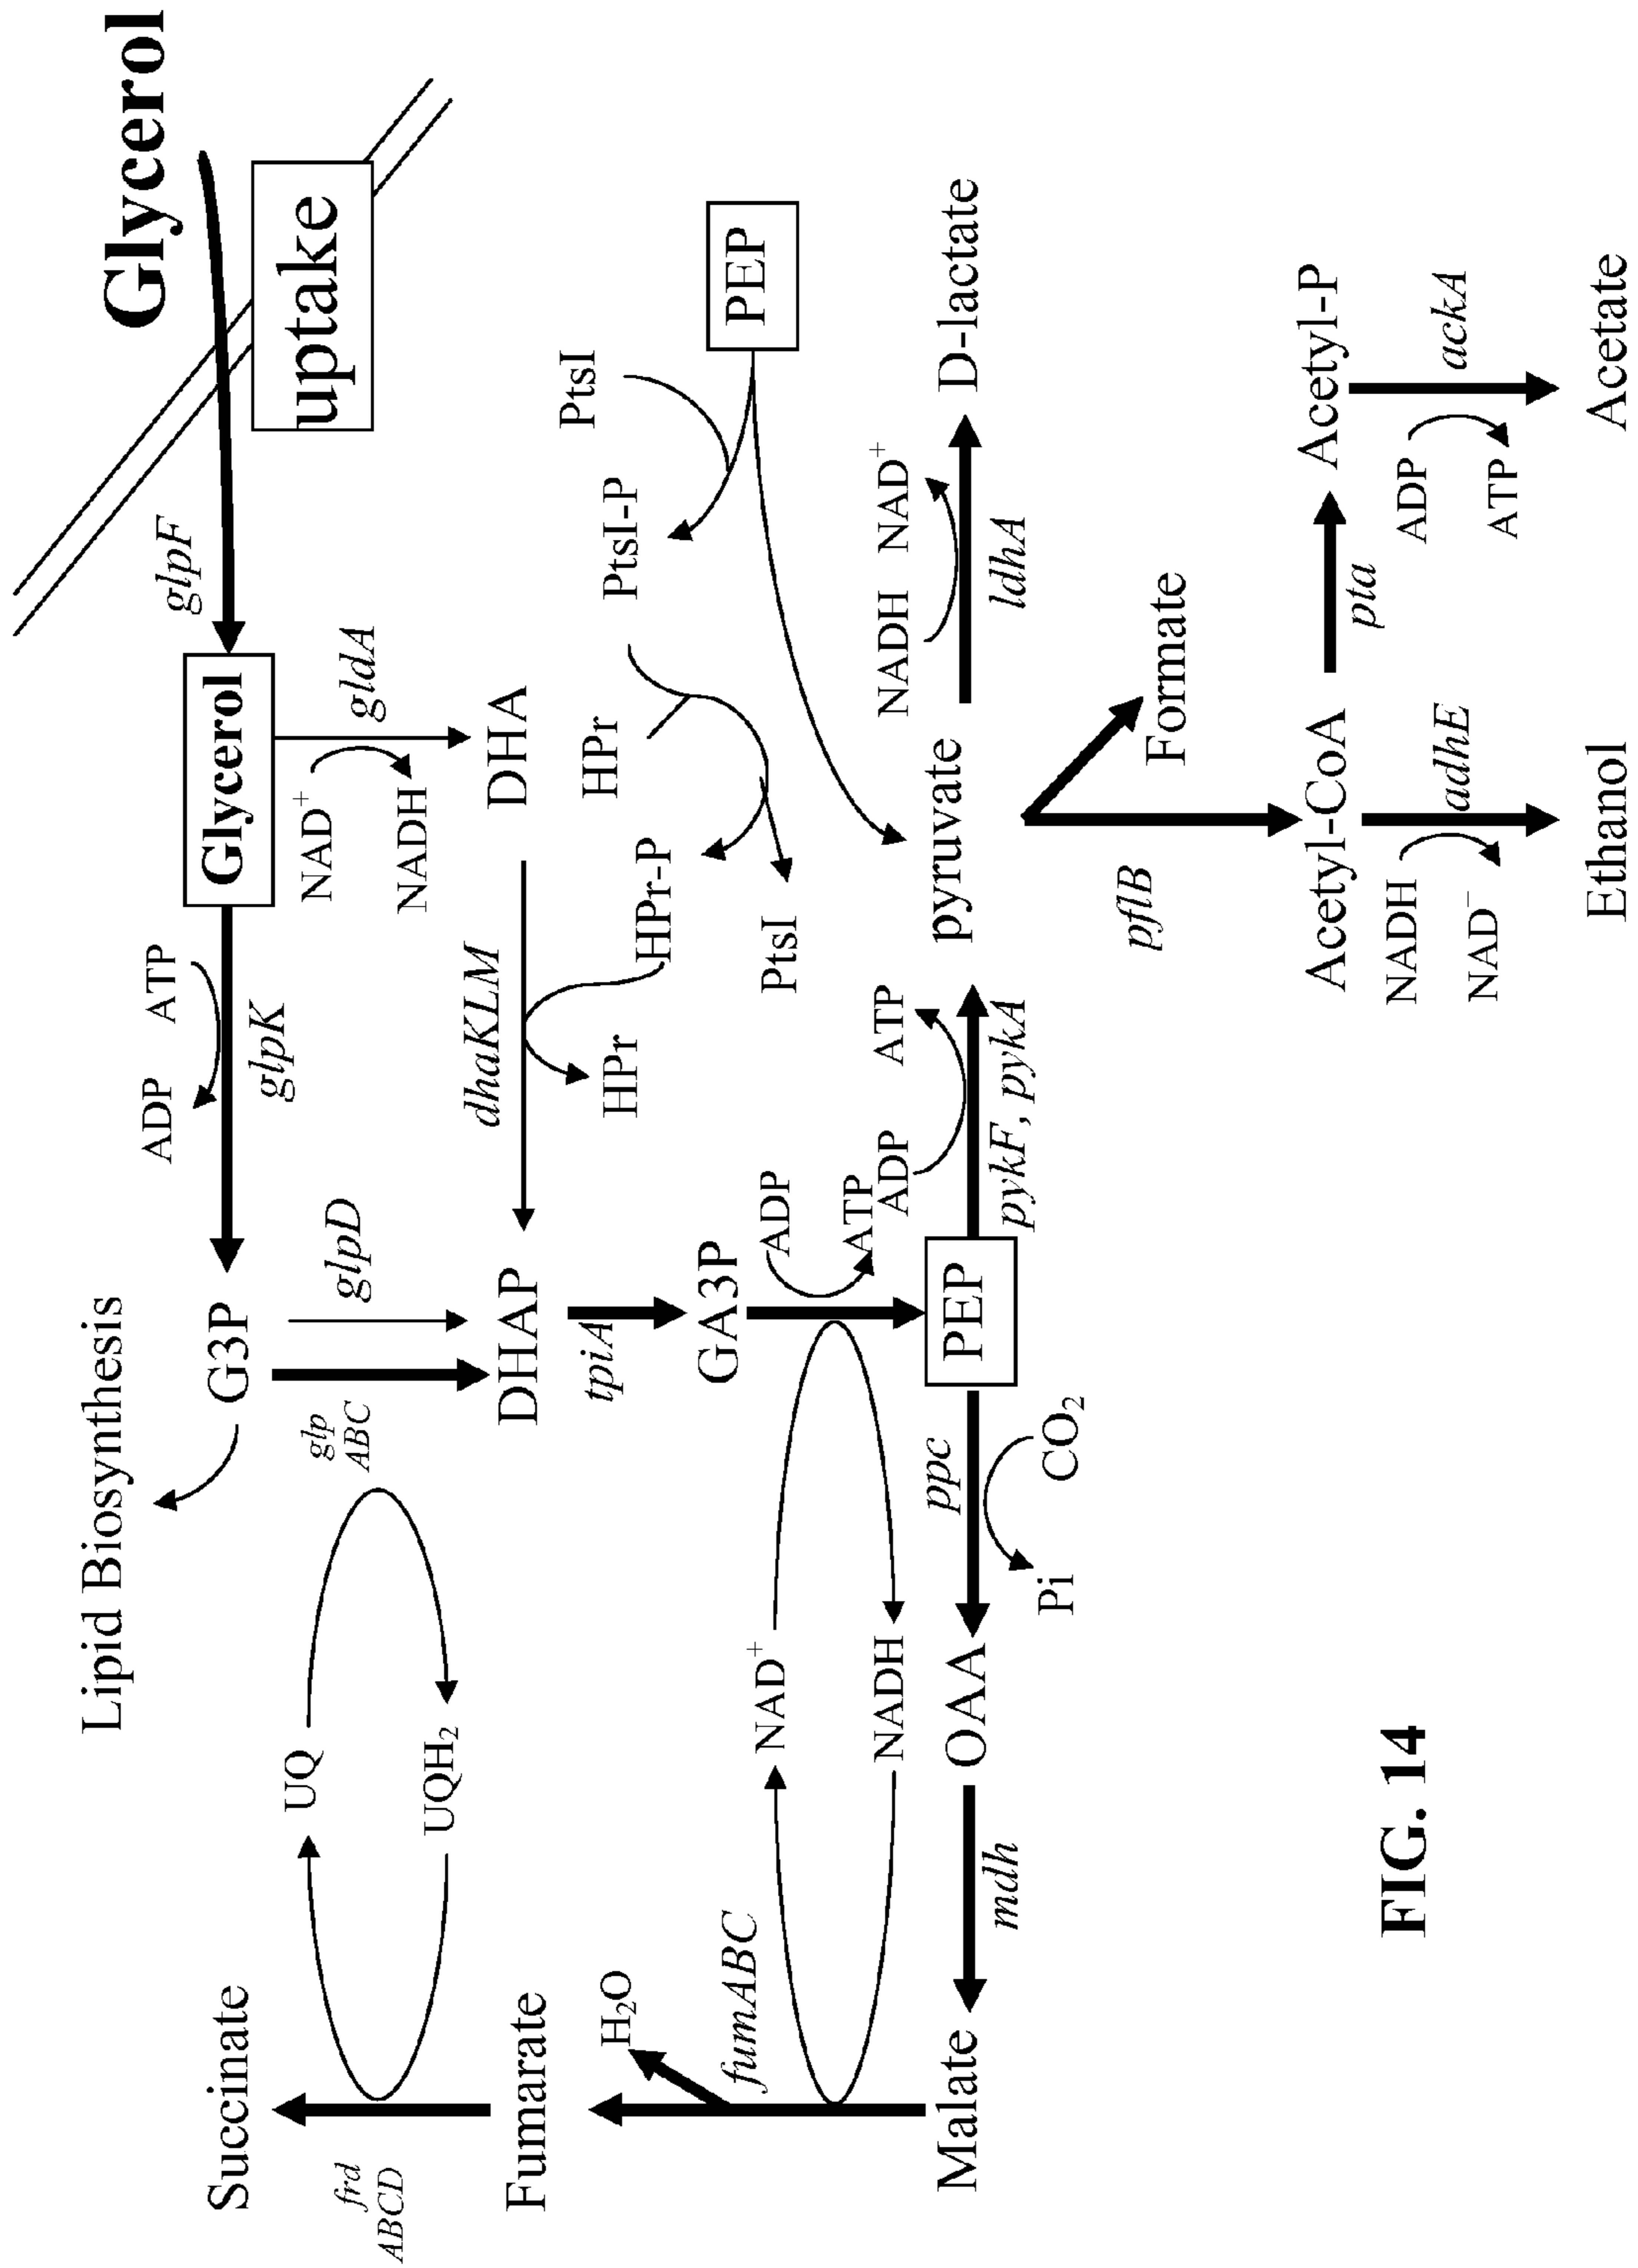 Glycerol
uptake
glpF
Glycerol
ATP
ADP
glpK
G3P
Lipid Biosynthesis
NAD+
NADH
gldA
DHA
glpD
glp
ABC
UQ
UQH2
Succinate
frd
ABCD
Fumarate
dhaKLM
DHAP
HPr
HPr-P
HPr
PtsI-P
PtsI
PtsI
PEP
tpiA
GA3P
ADP
ATP
NAD+
NADH
H2O
fumABC
Malate
mdh
OAA
ppc
Pi
CO2
PEP
ADP
ATP
pykF, pykA
pyruvate
NADH NAD+
ldhA
D-lactate
pflB
Formate
Acetyl-CoA
pta
Acetyl-P
NADH
NAD−
adhE
ADP
ATP
ackA
Ethanol
Acetate
FIG. 14